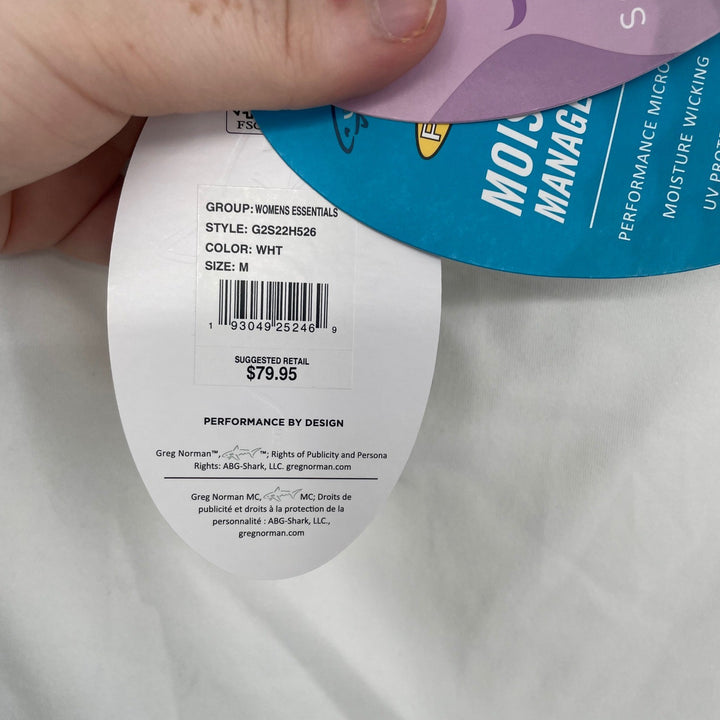 S
PERFORMANCE MICRO
MOISTURE WICKING
UV PROT
MOIS
MANAGE
F
FSC
GROUP: WOMENS ESSENTIALS
STYLE: G2S22H526
COLOR: WHT
SIZE: M
1 93049 25246 9
SUGGESTED RETAIL
$79.95
PERFORMANCE BY DESIGN
Greg Norman™, ™; Rights of Publicity and Persona
Rights: ABG-Shark, LLC. gregnorman.com
Greg Norman MC, MC; Droits de
publicité et droits à la protection de la
personnalité : ABG-Shark, LLC.,
gregnorman.com